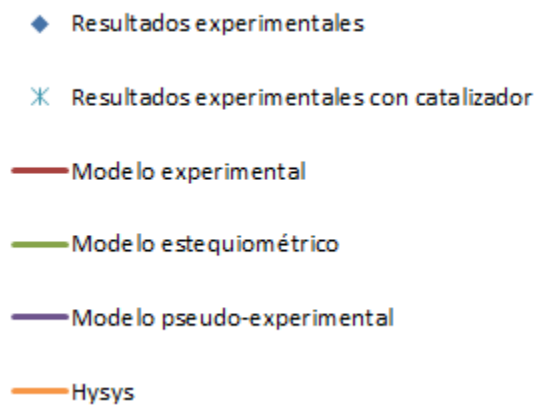 Resultados experimentales
Resultados experimentales con catalizador
Modelo experimental
Modelo estequiométrico
Modelo pseudo-experimental
Hysys